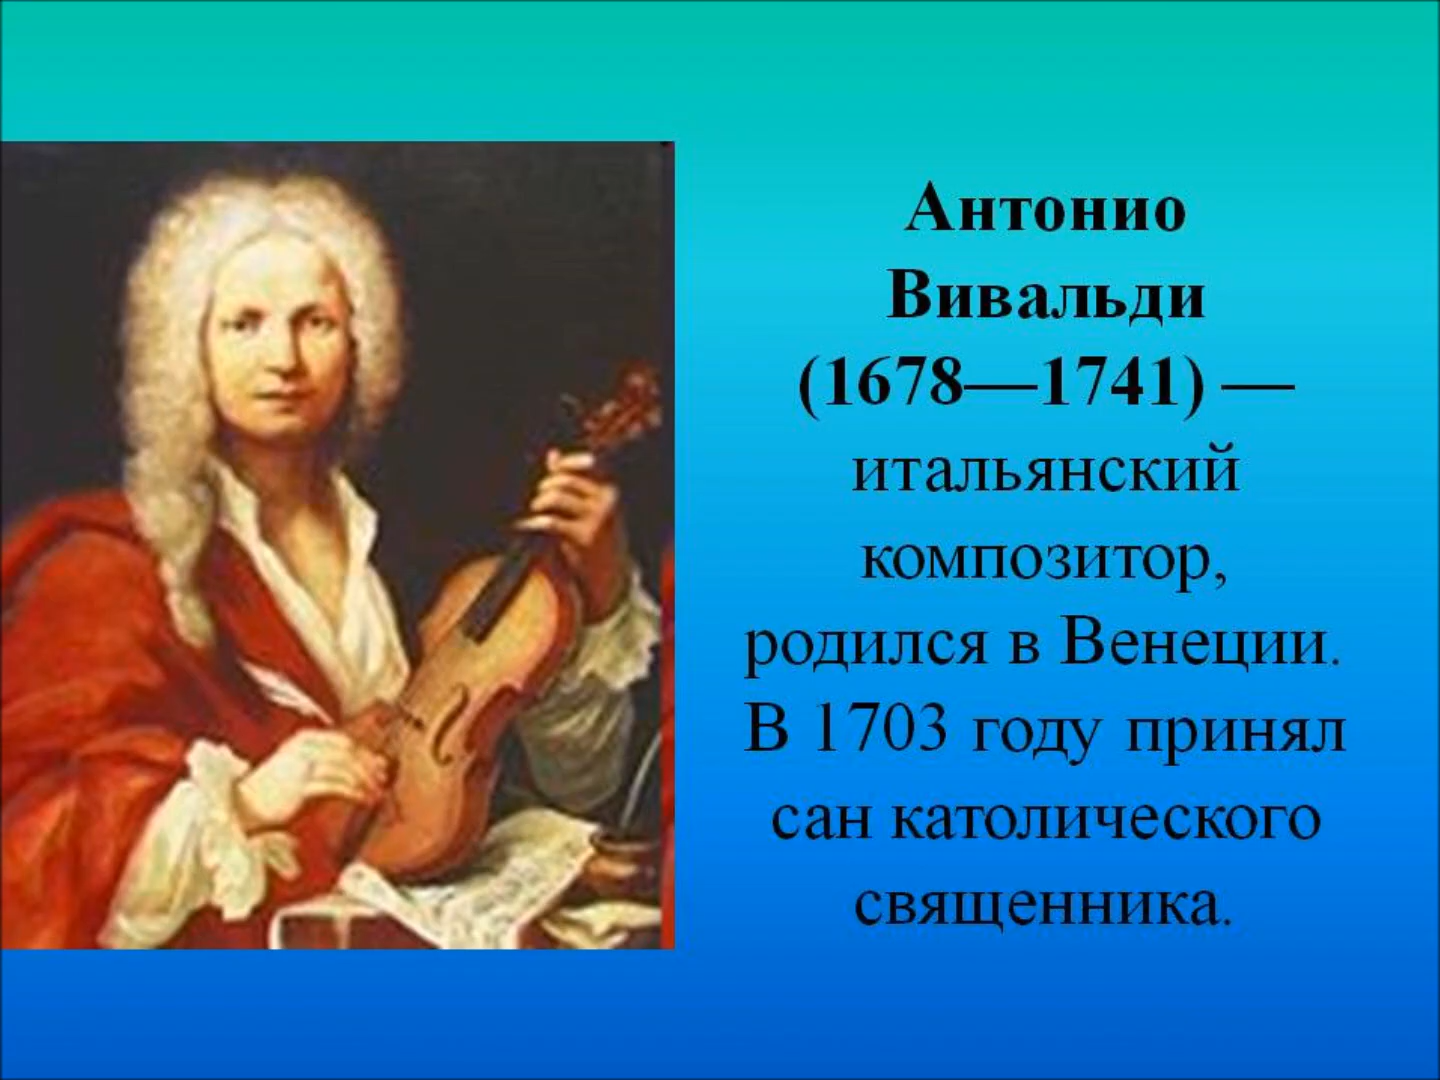 Антонио
Вивальди
(1678—1741) —
итальянский
композитор,
родился в Венеции.
В 1703 году принял
сан католического
священника.